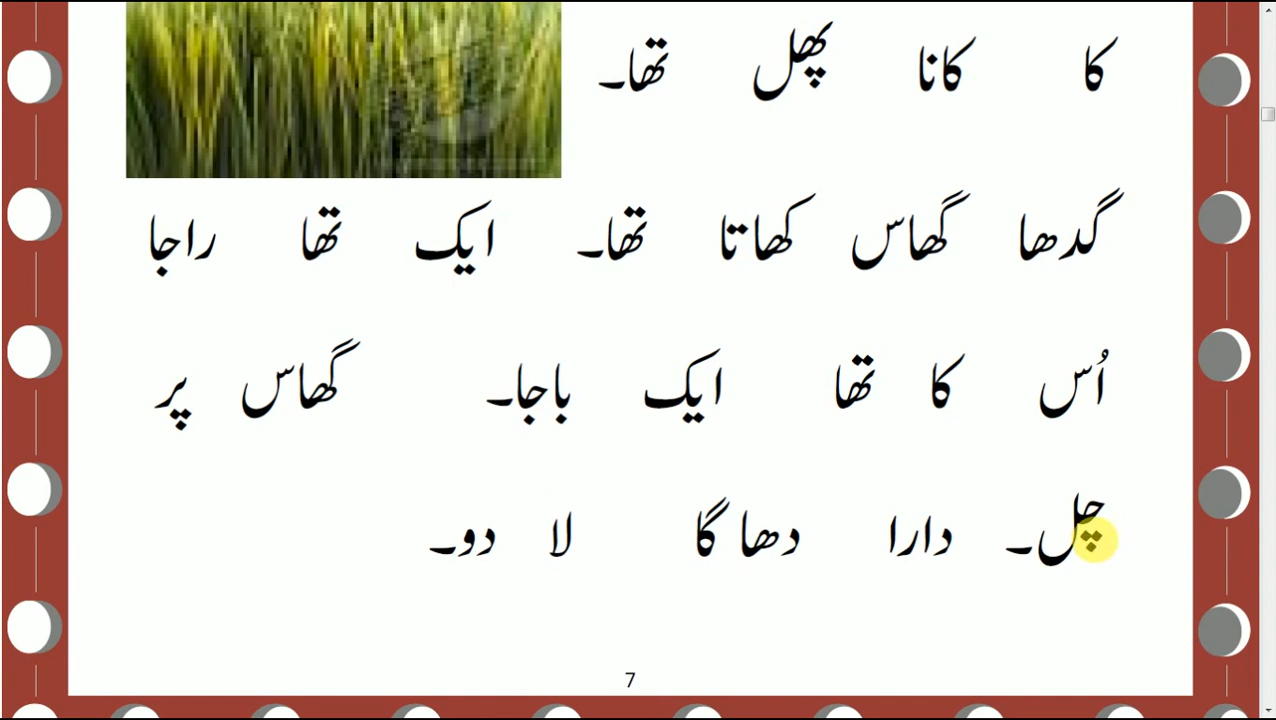 کا کانا پھل تھا۔
گدھا گھاس کھاتا تھا۔ ایک تھا راجا
اُس کا تھا ایک باجا۔ گھاس پر
چل۔ دارا دھاگا لا دو۔
7